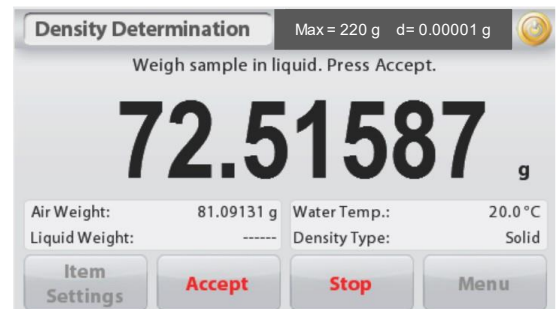 Density Determination Max = 220 g d= 0.00001 g
Weigh sample in liquid. Press Accept.
72.51587 g
Air Weight: 81.09131 g Water Temp.: 20.0 °C
Liquid Weight: ------ Density Type: Solid
Item Settings Accept Stop Menu